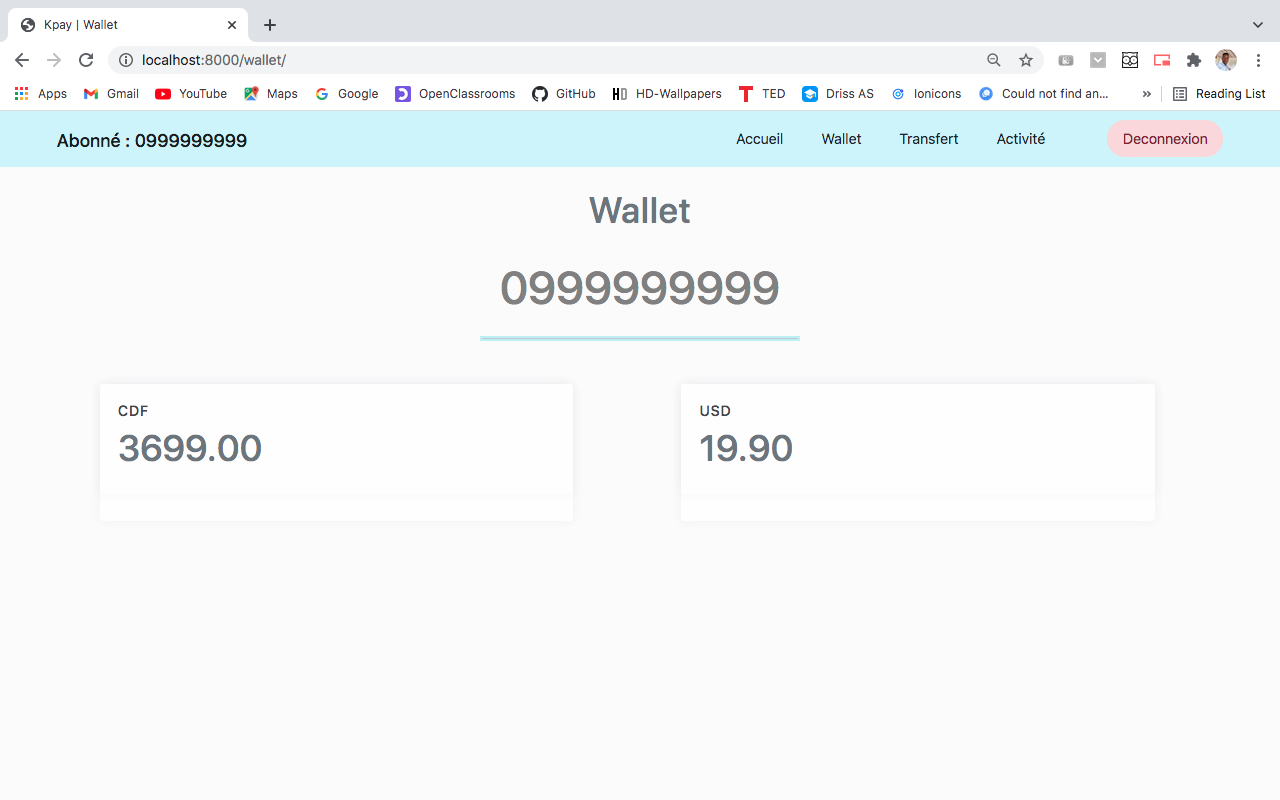 Kpay | Wallet
localhost:8000/wallet/
Apps Gmail YouTube Maps Google OpenClassrooms GitHub HD-Wallpapers TED Driss AS Ionicons Could not find an... » Reading List
Abonné : 0999999999 Accueil Wallet Transfert Activité Deconnexion
Wallet
0999999999
CDF
3699.00
USD
19.90